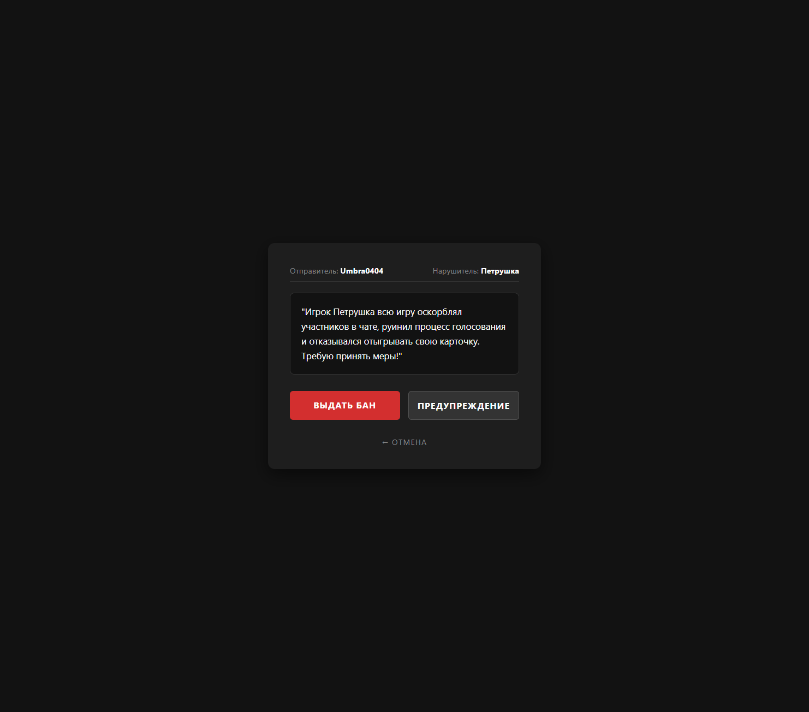 Отправитель: Umbra0404 Нарушитель: Петрушка
"Игрок Петрушка всю игру оскорблял
участников в чате, руинил процесс голосования
и отказывался отыгрывать свою карточку.
Требую принять меры!"
ВЫДАТЬ БАН ПРЕДУПРЕЖДЕНИЕ
← ОТМЕНА